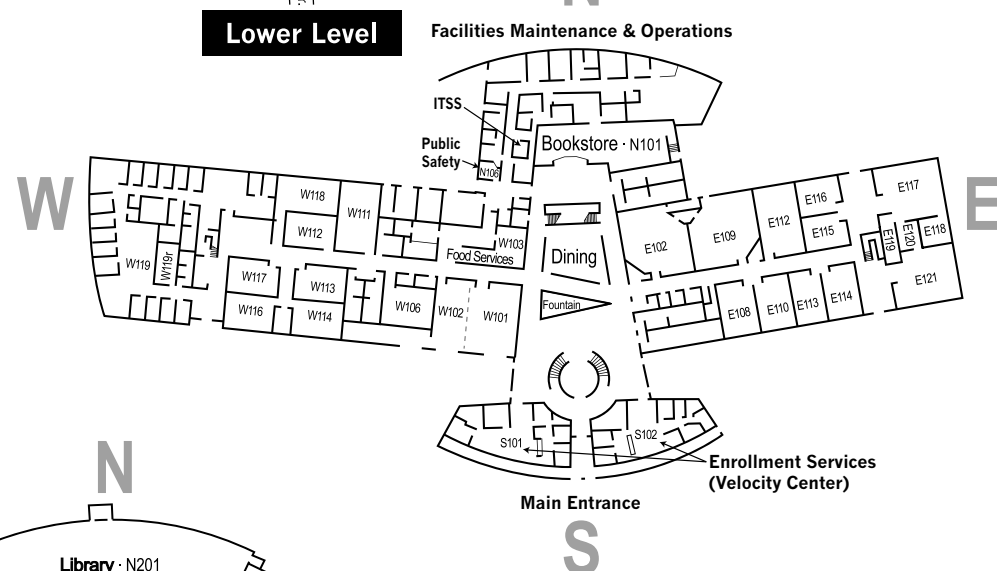 N
Lower Level
Facilities Maintenance & Operations
ITSS
Public
Safety
Bookstore · N101
N106
W
E
W118
W111
W112
W103
Food Services
W119
W119r
W117
W113
W116
W114
W106
W102
W101
Dining
Fountain
E102
E109
E112
E116
E115
E117
E118
E119
E120
E121
E108
E110
E113
E114
S101
S102
Enrollment Services
(Velocity Center)
Main Entrance
N
S
Library · N201